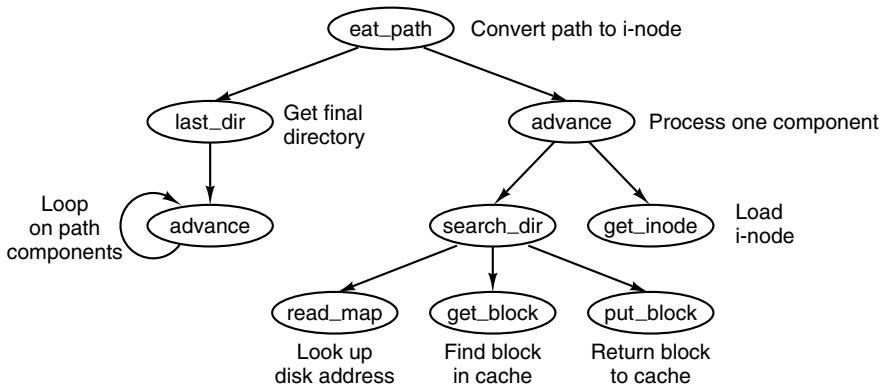 eat_path
Convert path to i-node
last_dir
Get final
directory
advance
Process one component
Loop
on path
components
advance
search_dir
get_inode
Load
i-node
read_map
get_block
put_block
Look up
disk address
Find block
in cache
Return block
to cache